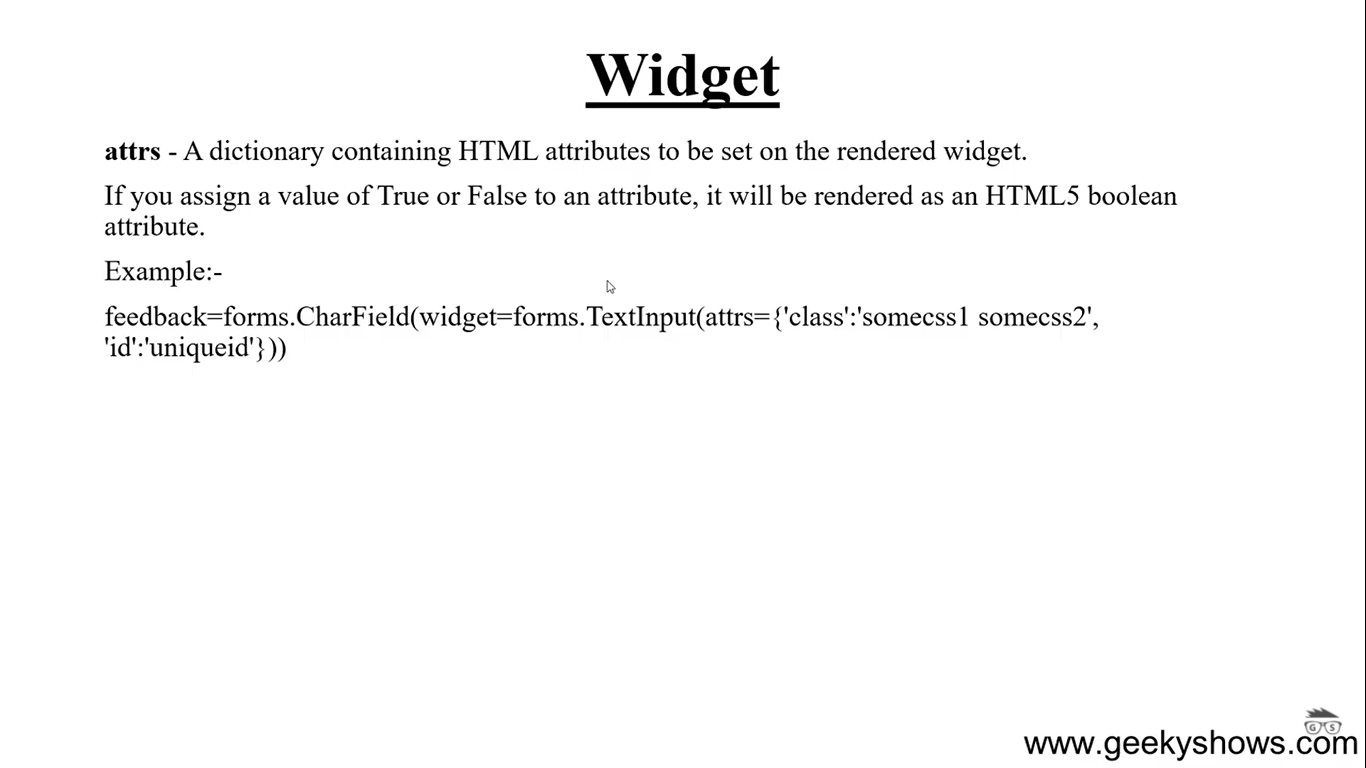 Widget
attrs - A dictionary containing HTML attributes to be set on the rendered widget.
If you assign a value of True or False to an attribute, it will be rendered as an HTML5 boolean
attribute.
Example:-
feedback=forms.CharField(widget=forms.TextInput(attrs={'class':'somecss1 somecss2',
'id':'uniqueid'}))
G S
www.geekyshows.com